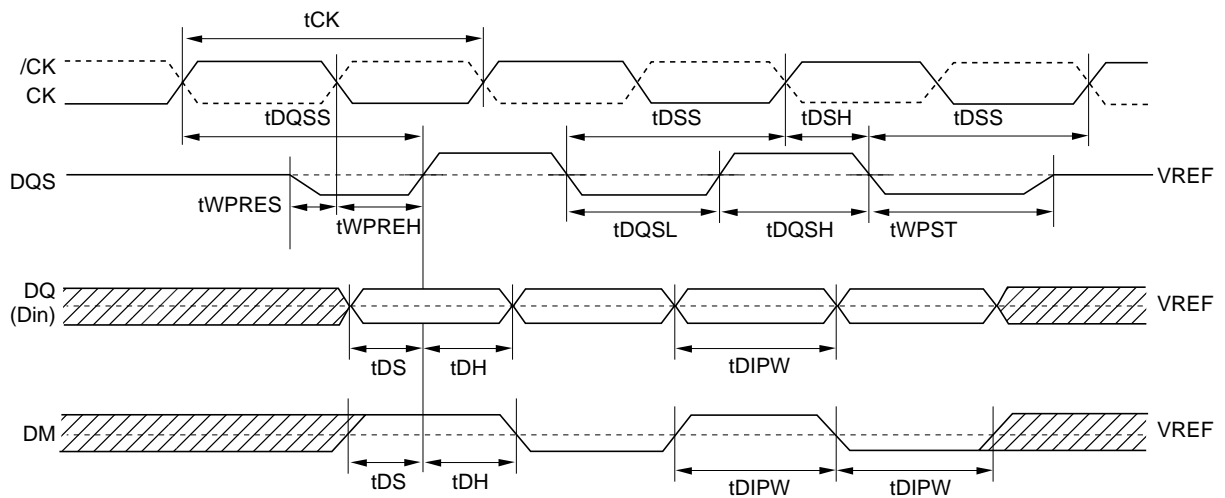 tCK
/CK
CK
tDQSS tDSS tDSH tDSS
DQS VREF
tWPRES
tWPREH tDQSL tDQSH tWPST
DQ
(Din) VREF
tDS tDH tDIPW
DM VREF
tDS tDH tDIPW tDIPW